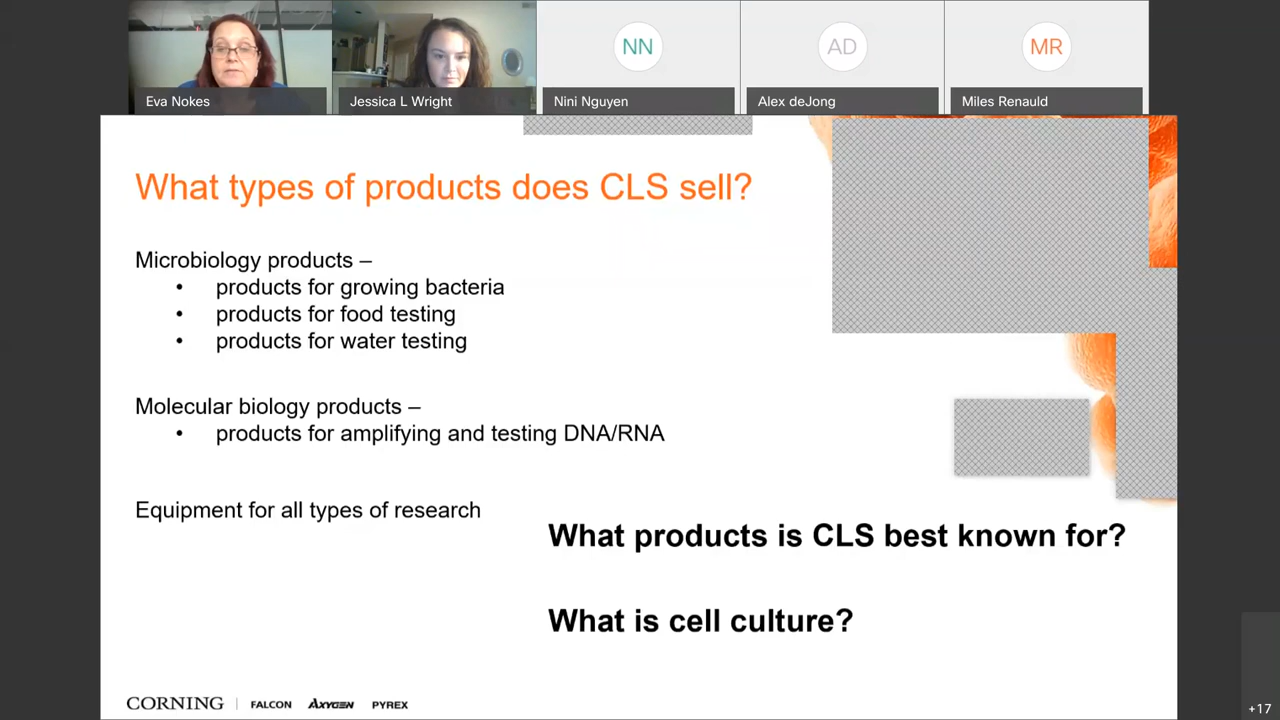 Eva Nokes
Jessica L Wright
NN
Nini Nguyen
AD
Alex deJong
MR
Miles Renauld
What types of products does CLS sell?
Microbiology products –
• products for growing bacteria
• products for food testing
• products for water testing
Molecular biology products –
• products for amplifying and testing DNA/RNA
Equipment for all types of research
What products is CLS best known for?
What is cell culture?
CORNING | FALCON AXYGEN PYREX
+17